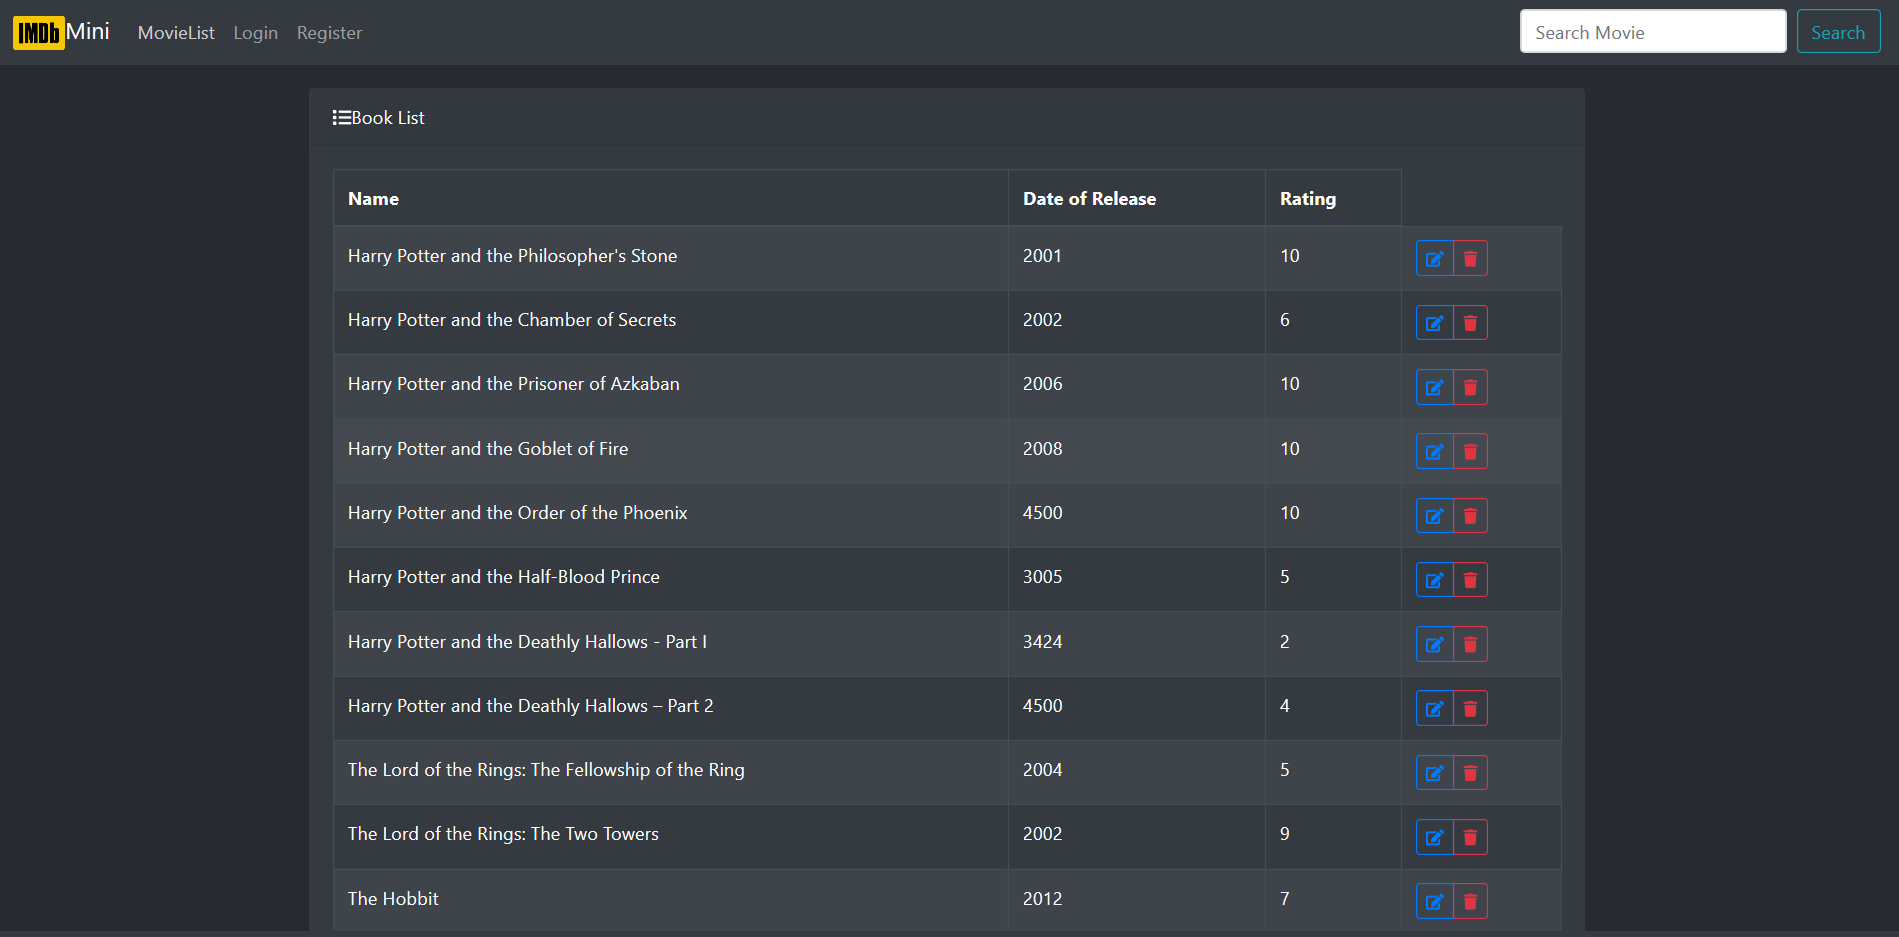 IMDb Mini MovieList Login Register Search Movie Search
Book List
Name Date of Release Rating
Harry Potter and the Philosopher's Stone 2001 10
Harry Potter and the Chamber of Secrets 2002 6
Harry Potter and the Prisoner of Azkaban 2006 10
Harry Potter and the Goblet of Fire 2008 10
Harry Potter and the Order of the Phoenix 4500 10
Harry Potter and the Half-Blood Prince 3005 5
Harry Potter and the Deathly Hallows - Part I 3424 2
Harry Potter and the Deathly Hallows – Part 2 4500 4
The Lord of the Rings: The Fellowship of the Ring 2004 5
The Lord of the Rings: The Two Towers 2002 9
The Hobbit 2012 7